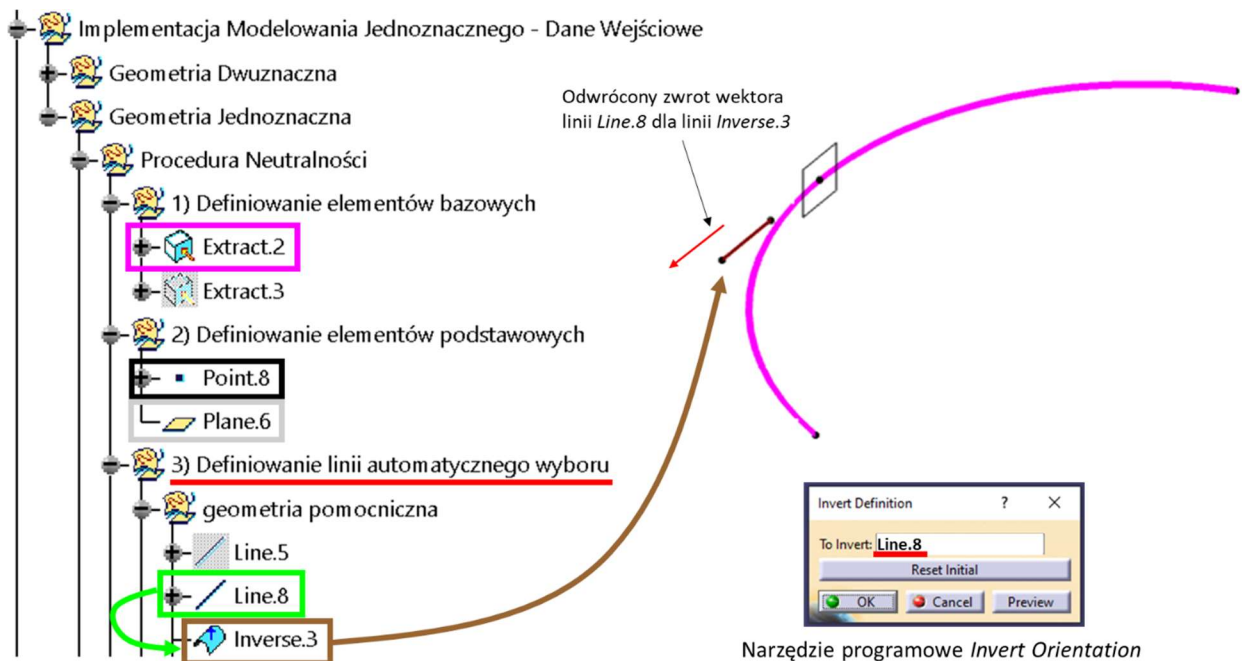 Implementacja Modelowania Jednoznacznego - Dane Wejściowe
Geometria Dwuznaczna
Geometria Jednoznaczna
Procedura Neutralności
1) Definiowanie elementów bazowych
Extract.2
Extract.3
2) Definiowanie elementów podstawowych
Point.8
Plane.6
3) Definiowanie linii automatycznego wyboru
geometria pomocniczna
Line.5
Line.8
Inverse.3
Odwrócony zwrot wektora
linii Line.8 dla linii Inverse.3
Invert Definition ? ×
To Invert: Line.8
Reset Initial
OK Cancel Preview
Narzędzie programowe Invert Orientation